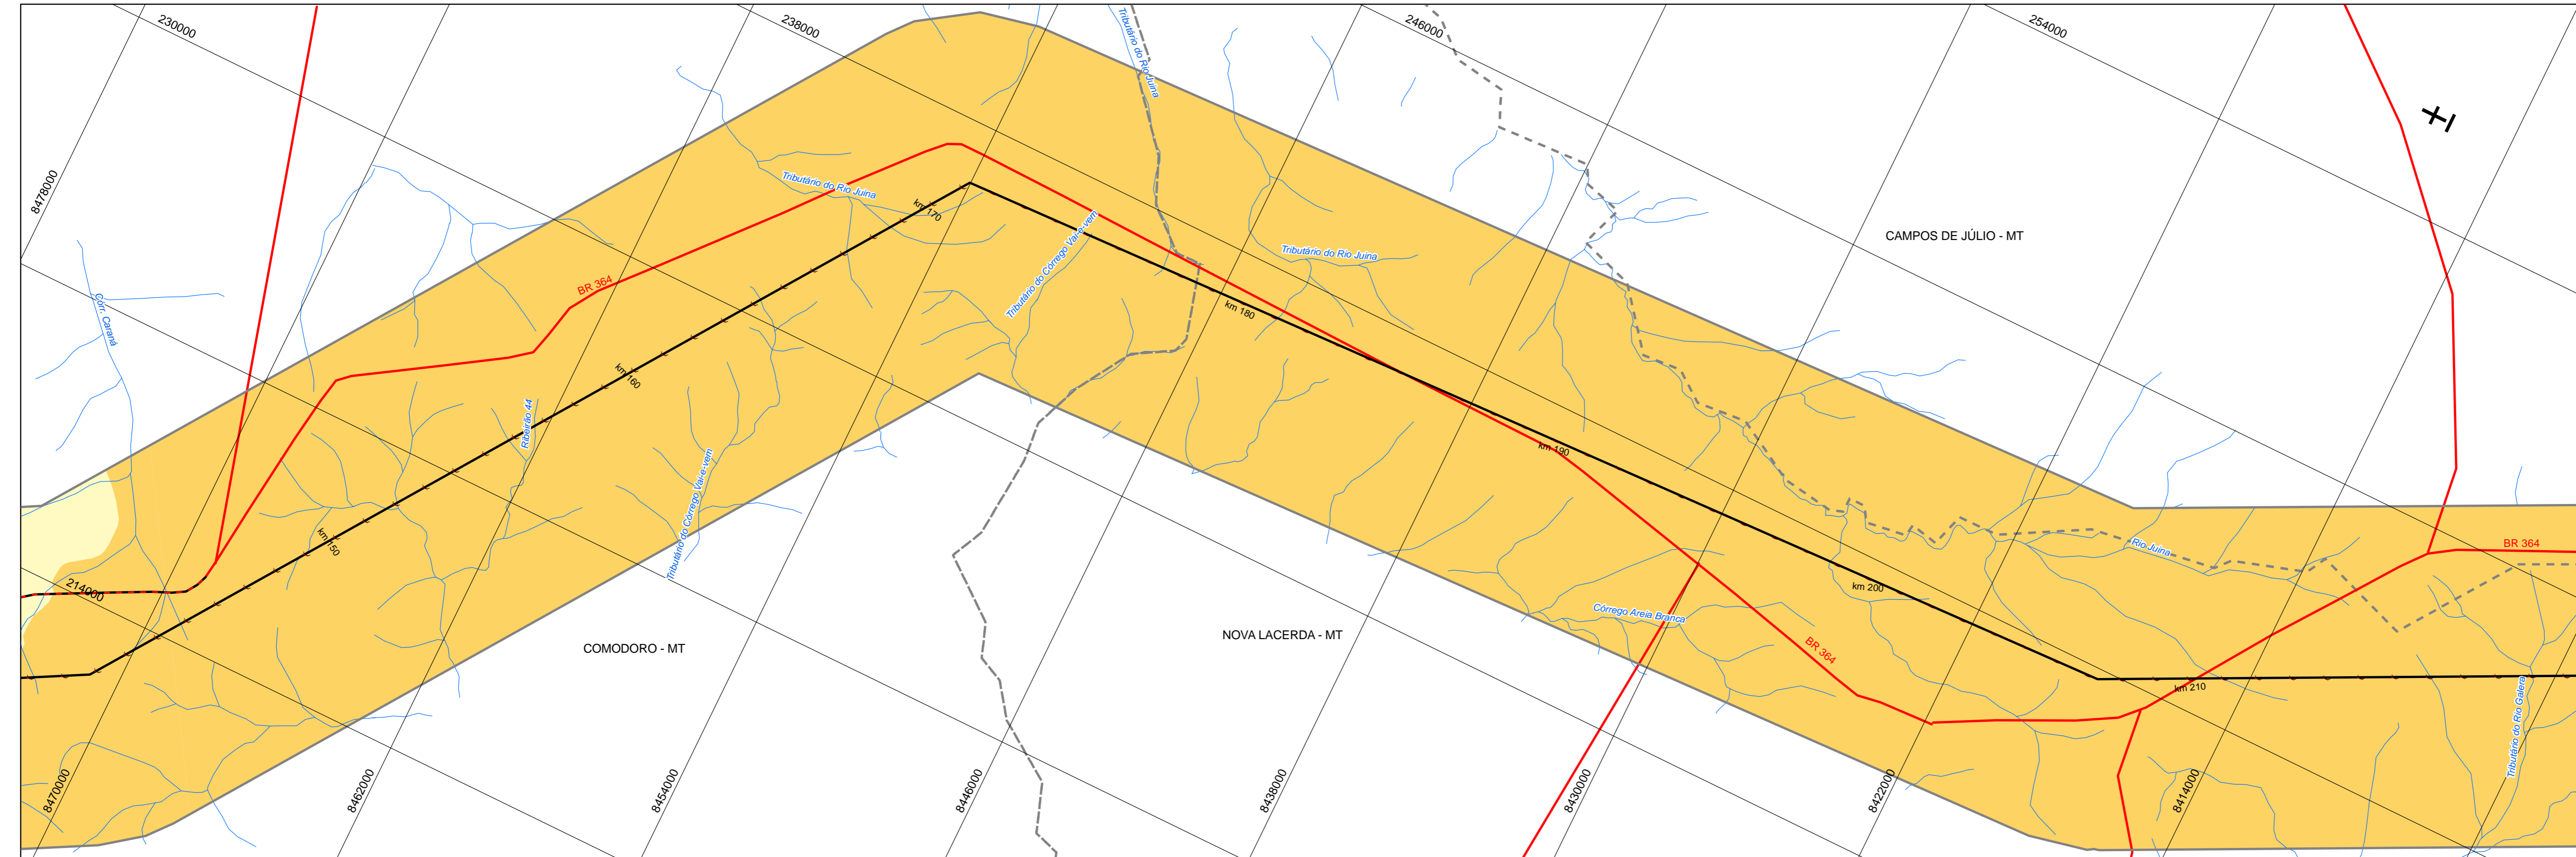 230000
238000
246000
254000
Tributário do Rio Juina
8478000
Tributário do Rio Juina
km 170
Tributário do Córrego Vai-e-vem
Tributário do Rio Juina
CAMPOS DE JÚLIO - MT
BR 364
Córr. Caraná
km 180
km 160
Ribeirão 44
km 190
Tributário do Córrego Vai-e-vem
km 150
Rio Juina
BR 364
214000
km 200
Córrego Areia Branca
NOVA LACERDA - MT
COMODORO - MT
BR 364
km 210
Tributário do Rio Galera
8470000
8462000
8454000
8446000
8438000
8430000
8422000
8414000